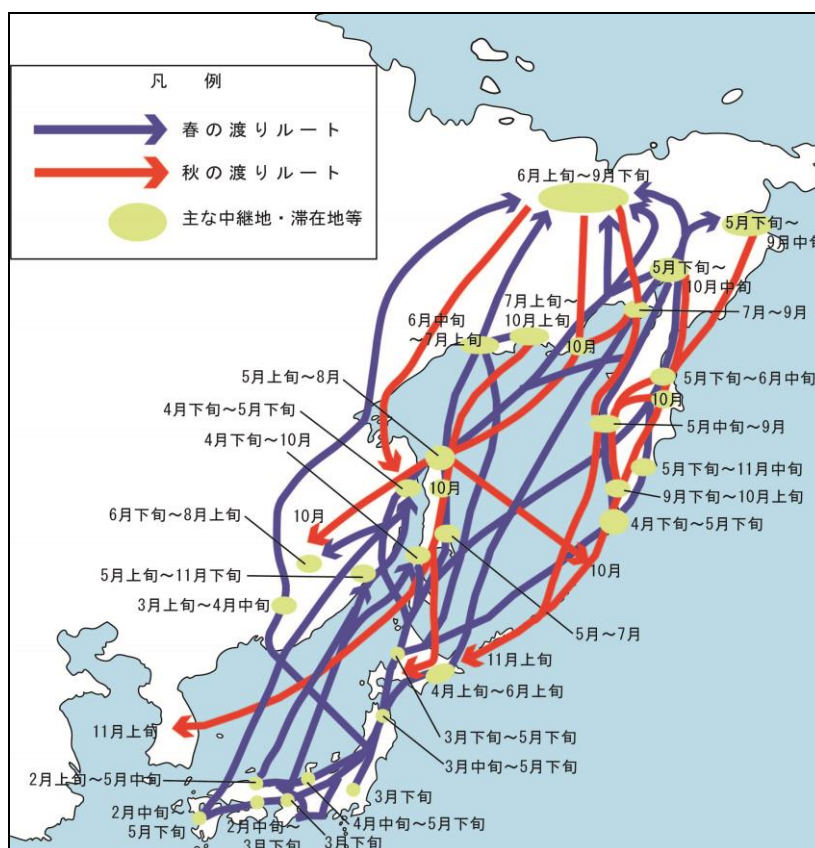 凡　例
春の渡りルート
秋の渡りルート
主な中継地・滞在地等
6月上旬～9月下旬
5月下旬～
9月中旬
5月下旬～
10月中旬
7月上旬～
10月上旬
7月～9月
6月中旬
～7月上旬
10月
5月上旬～8月
5月下旬～6月中旬
10月
4月下旬～5月下旬
5月中旬～9月
4月下旬～10月
5月下旬～11月中旬
10月
9月下旬～10月上旬
10月
6月下旬～8月上旬
4月下旬～5月下旬
10月
5月上旬～11月下旬
3月上旬～4月中旬
5月～7月
11月上旬
4月上旬～6月上旬
11月上旬
3月下旬～5月下旬
3月中旬～5月下旬
2月上旬～5月中旬
3月下旬
2月中旬～
5月下旬
2月中旬～
3月下旬
3月下旬
4月中旬～5月下旬